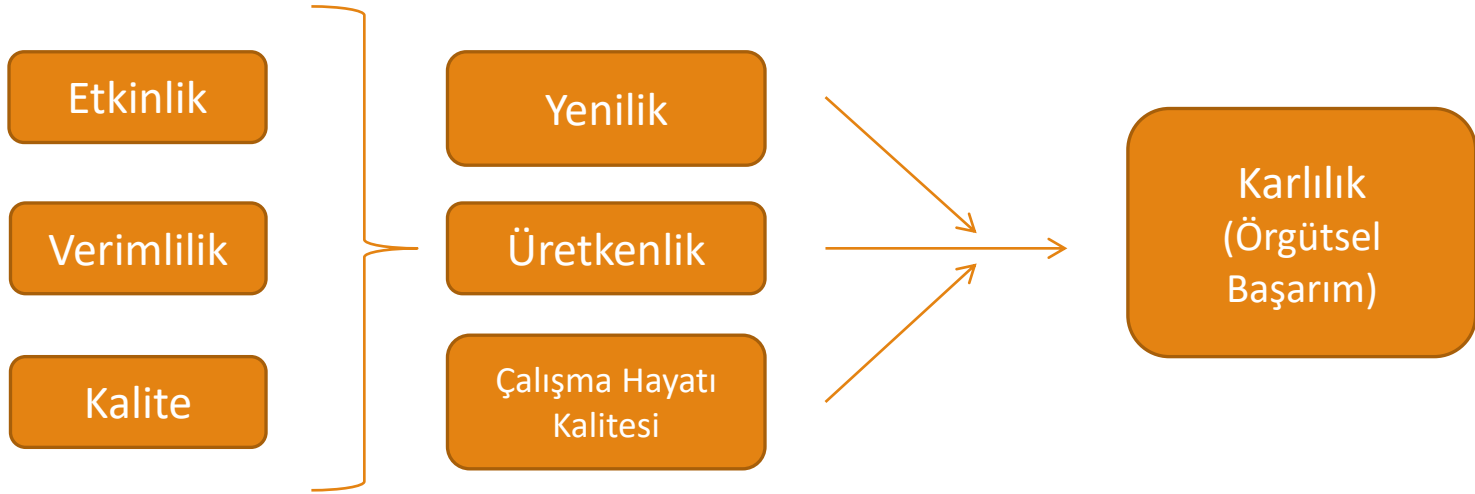 Etkinlik
Verimlilik
Kalite
Yenilik
Üretkenlik
Çalışma Hayatı
Kalitesi
Karlılık
(Örgütsel
Başarım)